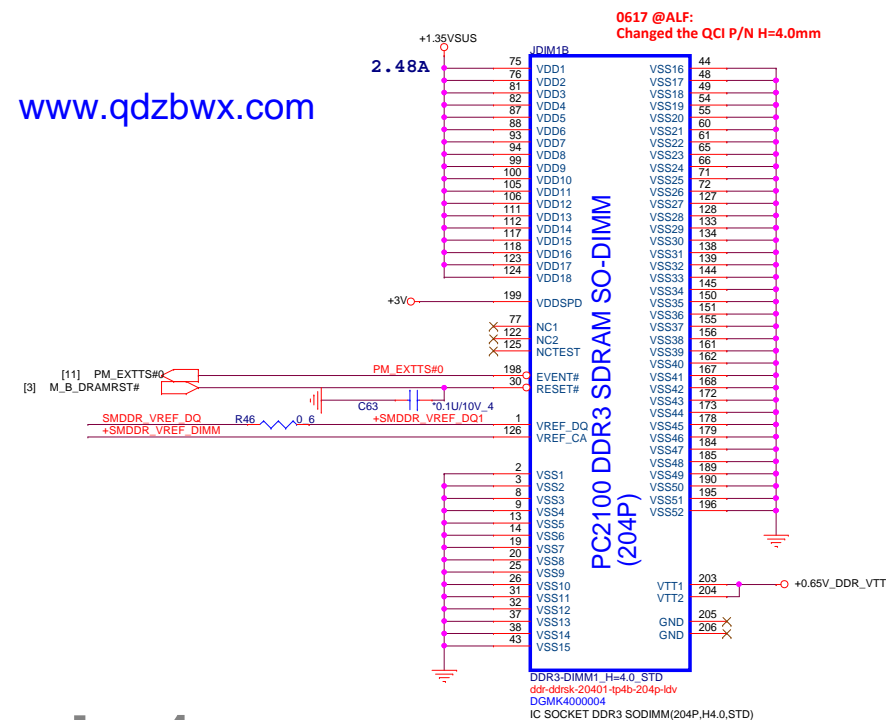 0617 @ALF:
Changed the QCI P/N H=4.0mm
+1.35VSUS
JDIM1B
2.48A
www.qdzbwx.com
75 VDD1
76 VDD2
81 VDD3
82 VDD4
87 VDD5
88 VDD6
93 VDD7
94 VDD8
99 VDD9
100 VDD10
105 VDD11
106 VDD12
111 VDD13
112 VDD14
117 VDD15
118 VDD16
123 VDD17
124 VDD18
+3V 199 VDDSPD
77 NC1
122 NC2
125 NCTEST
[11] PM_EXTTS#0 PM_EXTTS#0 198 EVENT#
[3] M_B_DRAMRST# 30 RESET#
C63 *0.1U/10V_4
SMDDR_VREF_DQ R46 0_6 +SMDDR_VREF_DQ1 1 VREF_DQ
+SMDDR_VREF_DIMM 126 VREF_CA
2 VSS1
3 VSS2
8 VSS3
9 VSS4
13 VSS5
14 VSS6
19 VSS7
20 VSS8
25 VSS9
26 VSS10
31 VSS11
32 VSS12
37 VSS13
38 VSS14
43 VSS15
PC2100 DDR3 SDRAM SO-DIMM
(204P)
VSS16 44
VSS17 48
VSS18 49
VSS19 54
VSS20 55
VSS21 60
VSS22 61
VSS23 65
VSS24 66
VSS25 71
VSS26 72
VSS27 127
VSS28 128
VSS29 133
VSS30 134
VSS31 138
VSS32 139
VSS33 144
VSS34 145
VSS35 150
VSS36 151
VSS37 155
VSS38 156
VSS39 161
VSS40 162
VSS41 167
VSS42 168
VSS43 172
VSS44 173
VSS45 178
VSS46 179
VSS47 184
VSS48 185
VSS49 189
VSS50 190
VSS51 195
VSS52 196
VTT1 203 +0.65V_DDR_VTT
VTT2 204
GND 205
GND 206
DDR3-DIMM1_H=4.0_STD
ddr-ddrsk-20401-tp4b-204p-ldv
DGMK4000004
IC SOCKET DDR3 SODIMM(204P,H4.0,STD)